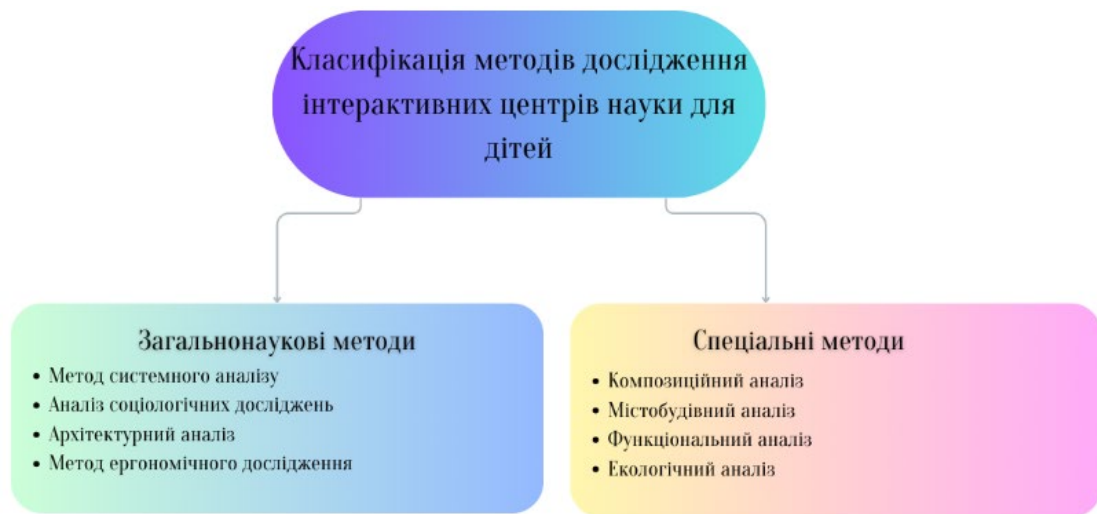 Класифікація методів дослідження
інтерактивних центрів науки для
дітей
Загальнонаукові методи
• Метод системного аналізу
• Аналіз соціологічних досліджень
• Архітектурний аналіз
• Метод ергономічного дослідження
Спеціальні методи
• Композиційний аналіз
• Містобудівний аналіз
• Функціональний аналіз
• Екологічний аналіз